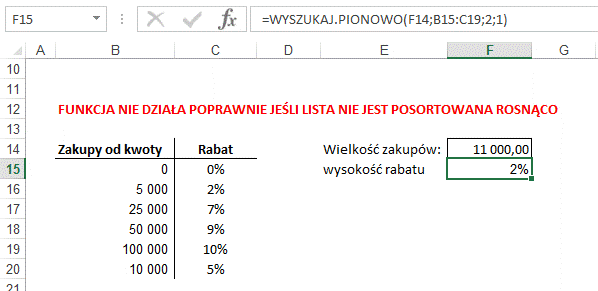 F15 =WYSZUKAJ.PIONOWO(F14;B15:C19;2;1)
A B C D E F G
10
11
12 FUNKCJA NIE DZIAŁA POPRAWNIE JEŚLI LISTA NIE JEST POSORTOWANA ROSNĄCO
13
14 Zakupy od kwoty Rabat Wielkość zakupów: 11 000,00
15 0 0% wysokość rabatu 2%
16 5 000 2%
17 25 000 7%
18 50 000 9%
19 100 000 10%
20 10 000 5%
21